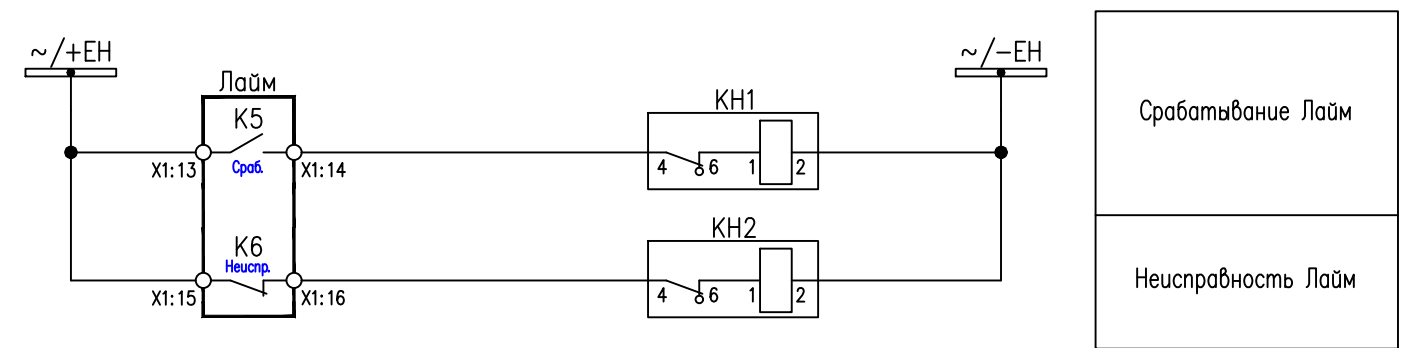 ~/+EH
~/-EH
Лайм
K5
Сраб.
X1:13
X1:14
KH1
4
6
1
2
Срабатывание Лайм
K6
Неиспр.
X1:15
X1:16
KH2
4
6
1
2
Неисправность Лайм